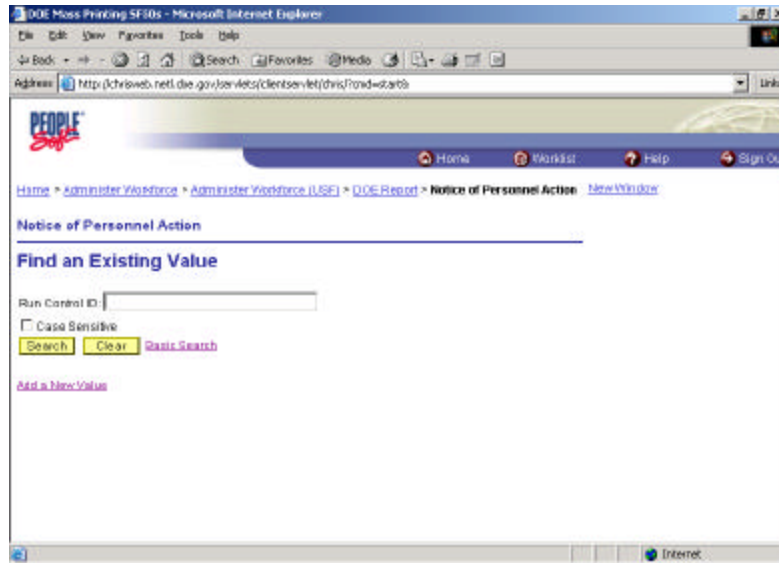 DOE Mass Printing SF50s - Microsoft Internet Explorer
File Edit View Favorites Tools Help
Back Search Favorites Media
Address http://chrisweb.netl.doe.gov/servlets/clientservlet/chris/?cmd=start&
PEOPLE
Soft
Home Worklist Help Sign Ou
Home > Administer Workforce > Administer Workforce (USF) > DOE Report > Notice of Personnel Action New Window
Notice of Personnel Action
Find an Existing Value
Run Control ID:
Case Sensitive
Search Clear Basic Search
Add a New Value
Internet